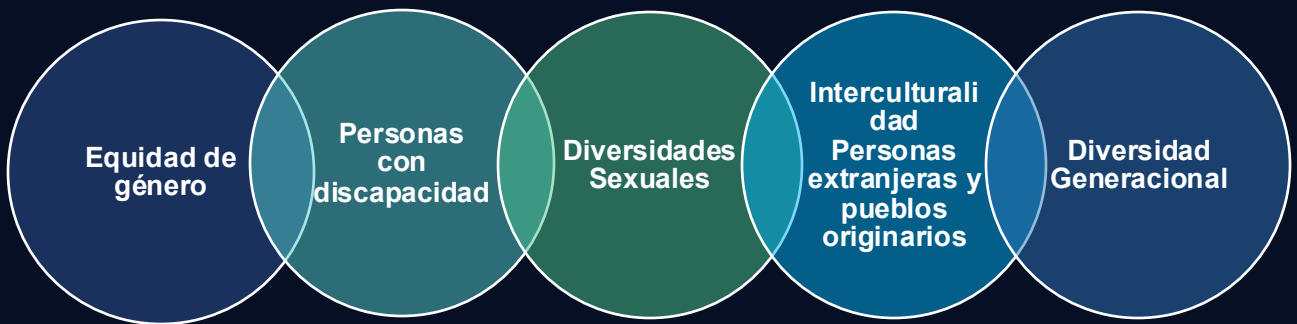 Equidad de
género
Personas
con
discapacidad
Diversidades
Sexuales
Interculturali
dad
Personas
extranjeras y
pueblos
originarios
Diversidad
Generacional